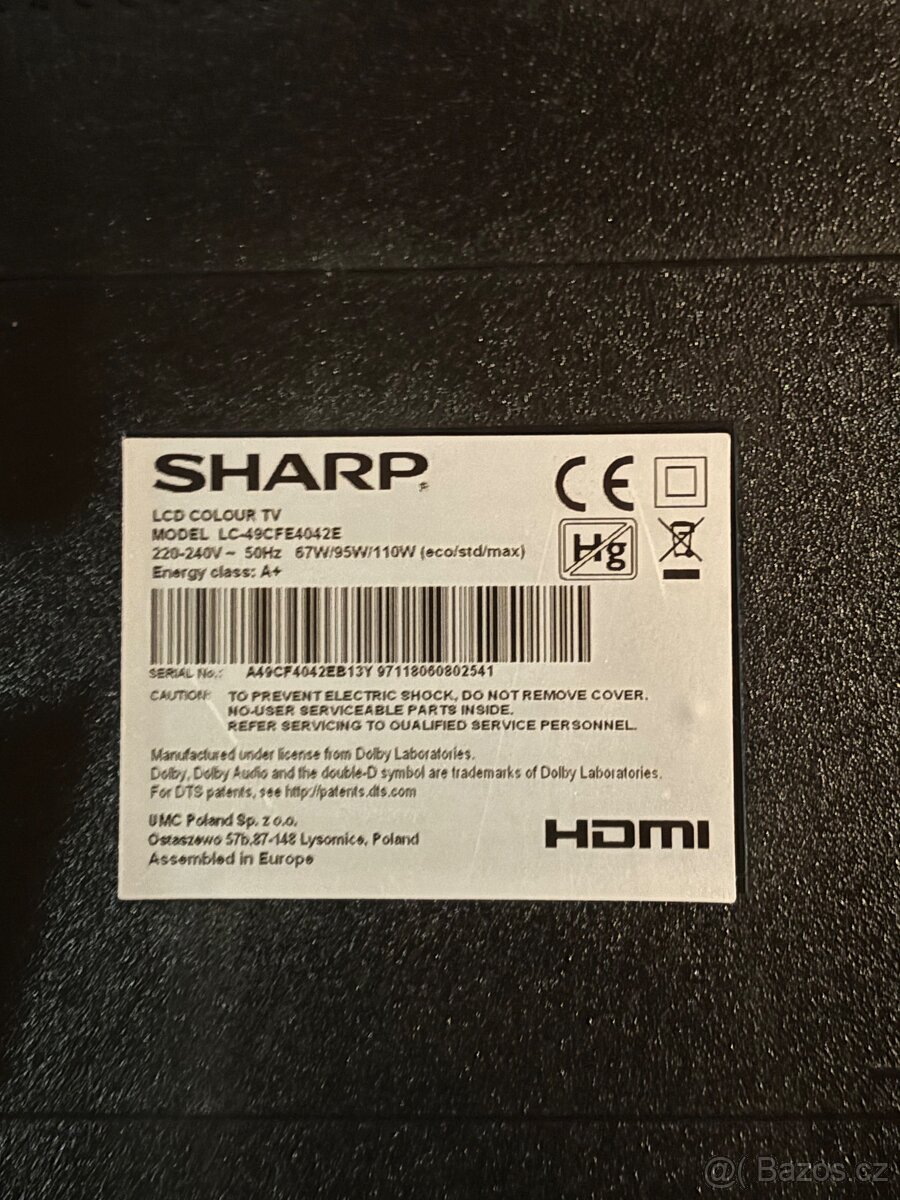 SHARP
LCD COLOUR TV
MODEL LC-49CFE4042E
220-240V ~ 50Hz 67W/95W/110W (eco/std/max)
Energy class: A+
CE
Hg
SERIAL No.: A49CF4042EB13Y 97118060802541
CAUTION: TO PREVENT ELECTRIC SHOCK, DO NOT REMOVE COVER.
NO-USER SERVICEABLE PARTS INSIDE.
REFER SERVICING TO QUALIFIED SERVICE PERSONNEL.
Manufactured under license from Dolby Laboratories.
Dolby, Dolby Audio and the double-D symbol are trademarks of Dolby Laboratories.
For DTS patents, see http://patents.dts.com
UMC Poland Sp. z o.o.
Ostaszewo 57b,87-148 Lysomice, Poland
Assembled in Europe
HDMI
@( Bazos.cz